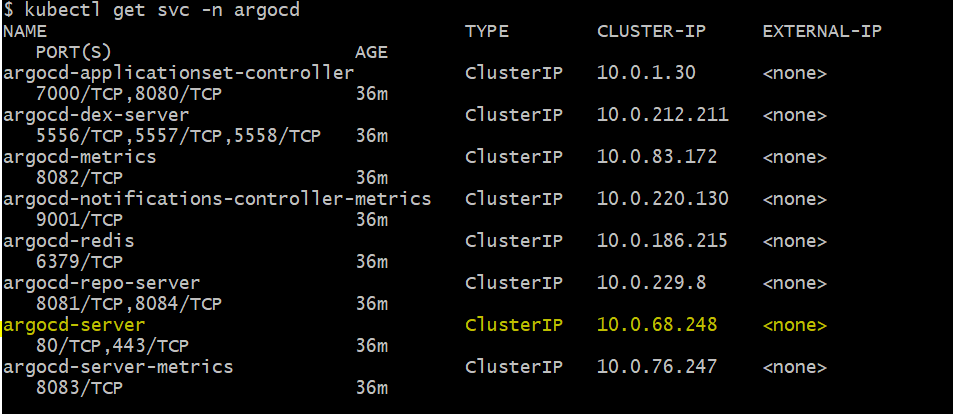 $ kubectl get svc -n argocd
NAME TYPE CLUSTER-IP EXTERNAL-IP
PORT(S) AGE
argocd-applicationset-controller ClusterIP 10.0.1.30 <none>
7000/TCP,8080/TCP 36m
argocd-dex-server ClusterIP 10.0.212.211 <none>
5556/TCP,5557/TCP,5558/TCP 36m
argocd-metrics ClusterIP 10.0.83.172 <none>
8082/TCP 36m
argocd-notifications-controller-metrics ClusterIP 10.0.220.130 <none>
9001/TCP 36m
argocd-redis ClusterIP 10.0.186.215 <none>
6379/TCP 36m
argocd-repo-server ClusterIP 10.0.229.8 <none>
8081/TCP,8084/TCP 36m
argocd-server ClusterIP 10.0.68.248 <none>
80/TCP,443/TCP 36m
argocd-server-metrics ClusterIP 10.0.76.247 <none>
8083/TCP 36m